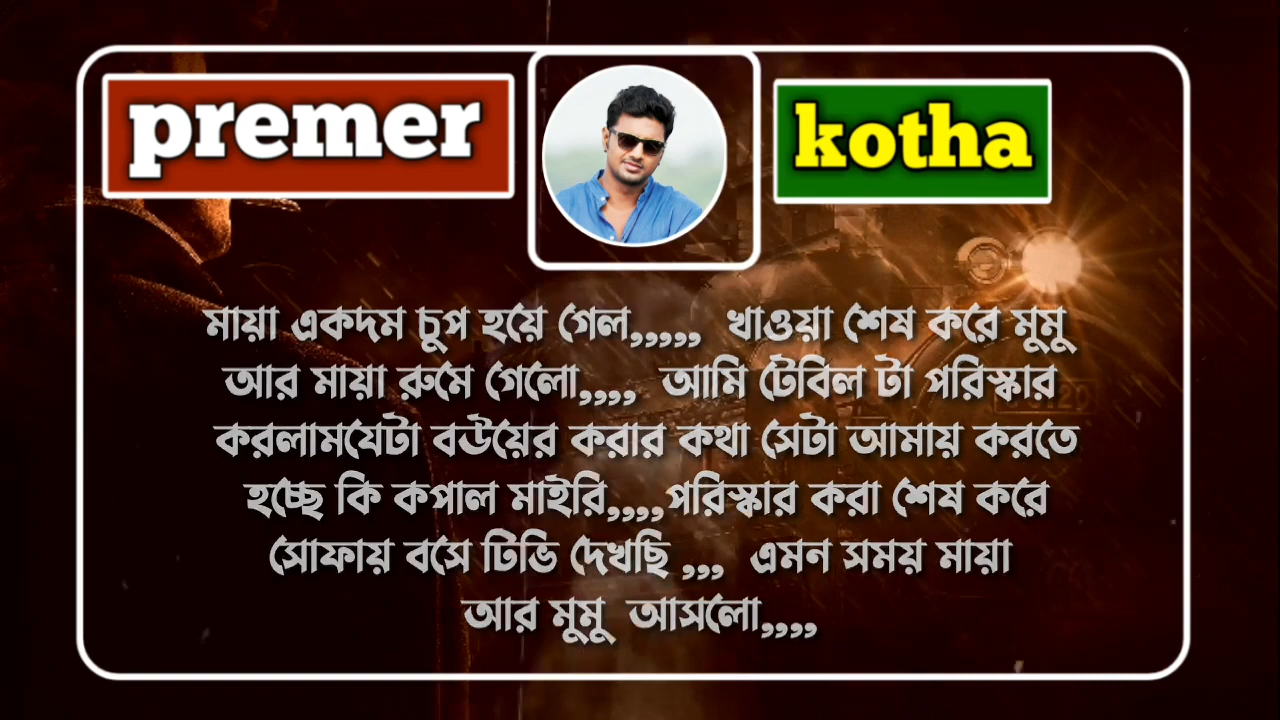 premer kotha
মায়া একদম চুপ হয়ে গেল,,,,, খাওয়া শেষ করে মুমু
আর মায়া রুমে গেলো,,,, আমি টেবিল টা পরিস্কার
করলামযেটা বউয়ের করার কথা সেটা আমায় করতে
হচ্ছে কি কপাল মাইরি,,,,পরিস্কার করা শেষ করে
সোফায় বসে টিভি দেখছি ,,, এমন সময় মায়া
আর মুমু আসলো,,,,